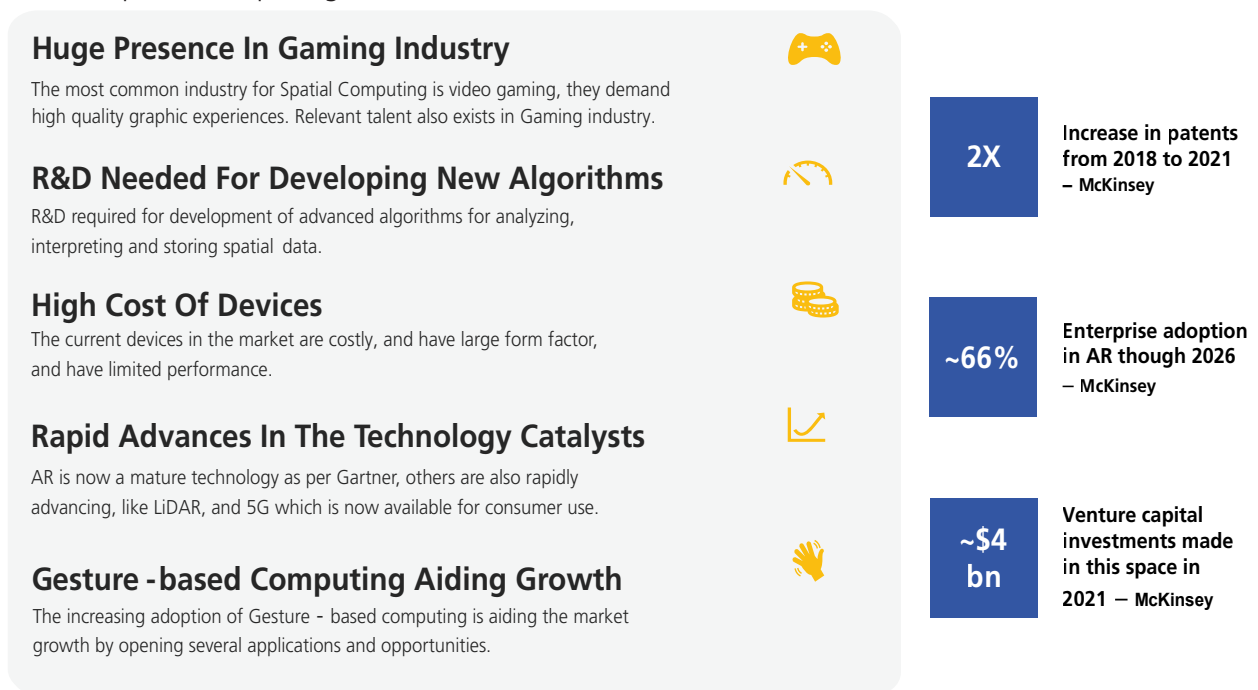 Huge Presence In Gaming Industry
The most common industry for Spatial Computing is video gaming, they demand
high quality graphic experiences. Relevant talent also exists in Gaming industry.
R&D Needed For Developing New Algorithms
R&D required for development of advanced algorithms for analyzing,
interpreting and storing spatial data.
High Cost Of Devices
The current devices in the market are costly, and have large form factor,
and have limited performance.
Rapid Advances In The Technology Catalysts
AR is now a mature technology as per Gartner, others are also rapidly
advancing, like LiDAR, and 5G which is now available for consumer use.
Gesture -based Computing Aiding Growth
The increasing adoption of Gesture - based computing is aiding the market
growth by opening several applications and opportunities.
2X
Increase in patents
from 2018 to 2021
– McKinsey
~66%
Enterprise adoption
in AR though 2026
– McKinsey
~$4
bn
Venture capital
investments made
in this space in
2021 – McKinsey